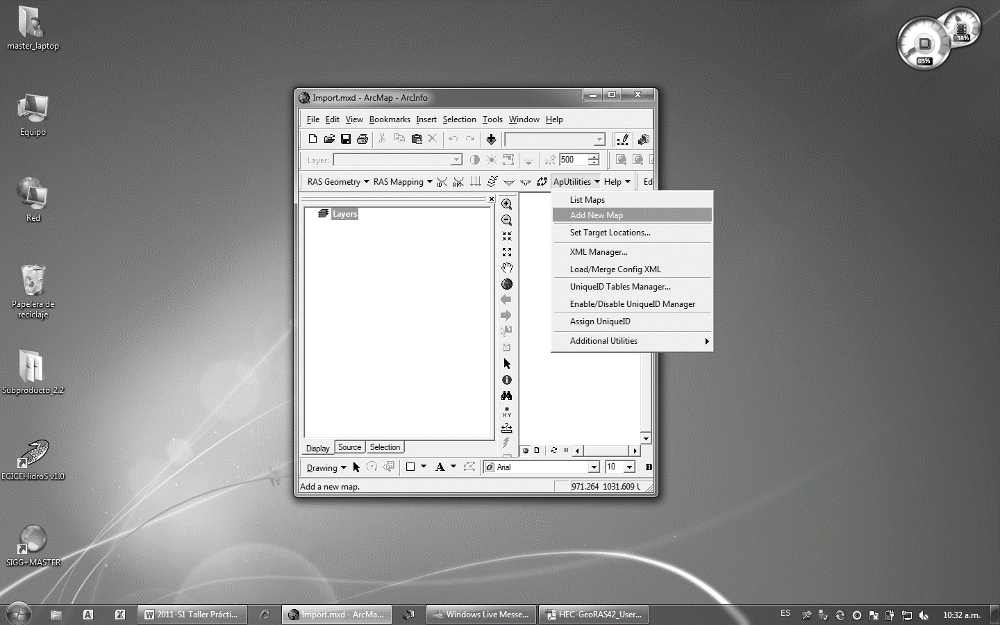 master_laptop
Equipo
Red
Papelera de
reciclaje
Subproducto_2.2
ECICEHidroS v1.0
SIGG+MASTER
38%
03%
Import.mxd - ArcMap - ArcInfo
File Edit View Bookmarks Insert Selection Tools Window Help
Layer: 500
RAS Geometry RAS Mapping ID RM ApUtilities Help Ed
Layers
List Maps
Add New Map
Set Target Locations...
XML Manager...
Load/Merge Config XML
UniqueID Tables Manager...
Enable/Disable UniqueID Manager
Assign UniqueID
Additional Utilities
XY
Display Source Selection
Drawing A Arial 10 B
Add a new map. 971.264 1031.609 U
2011-S1 Taller Prácti... Import.mxd - ArcMa... Windows Live Messe... HEC-GeoRAS42_User... ES 10:32 a.m.